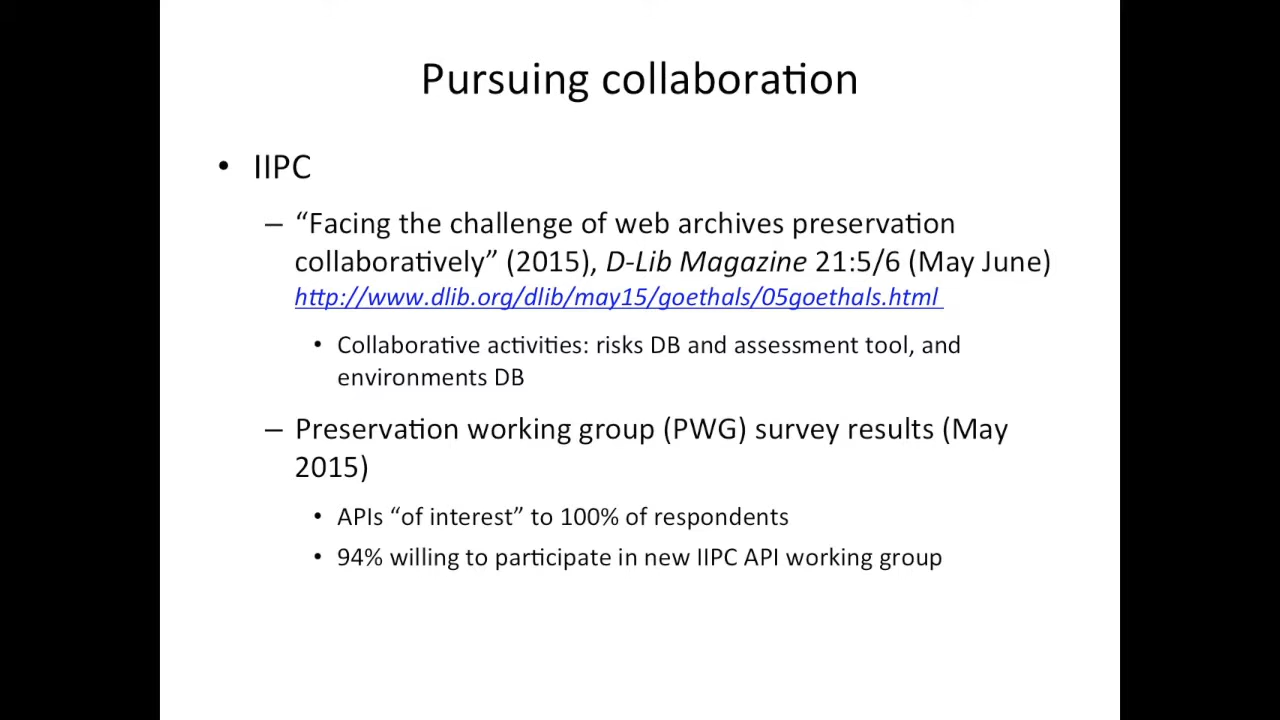 Pursuing collaboration
• IIPC
– “Facing the challenge of web archives preservation
collaboratively” (2015), D-Lib Magazine 21:5/6 (May June)
http://www.dlib.org/dlib/may15/goethals/05goethals.html
• Collaborative activities: risks DB and assessment tool, and
environments DB
– Preservation working group (PWG) survey results (May
2015)
• APIs “of interest” to 100% of respondents
• 94% willing to participate in new IIPC API working group